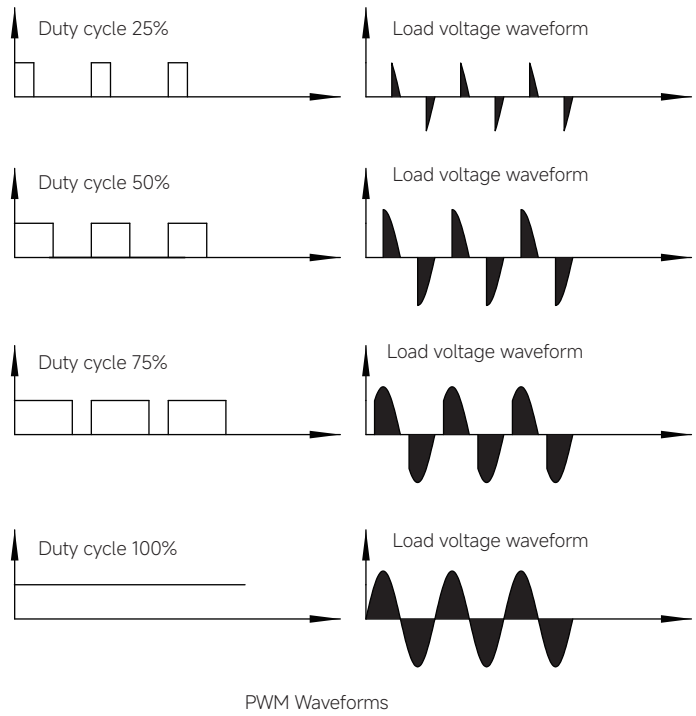 Duty cycle 25%
Load voltage waveform
Duty cycle 50%
Load voltage waveform
Duty cycle 75%
Load voltage waveform
Duty cycle 100%
Load voltage waveform
PWM Waveforms